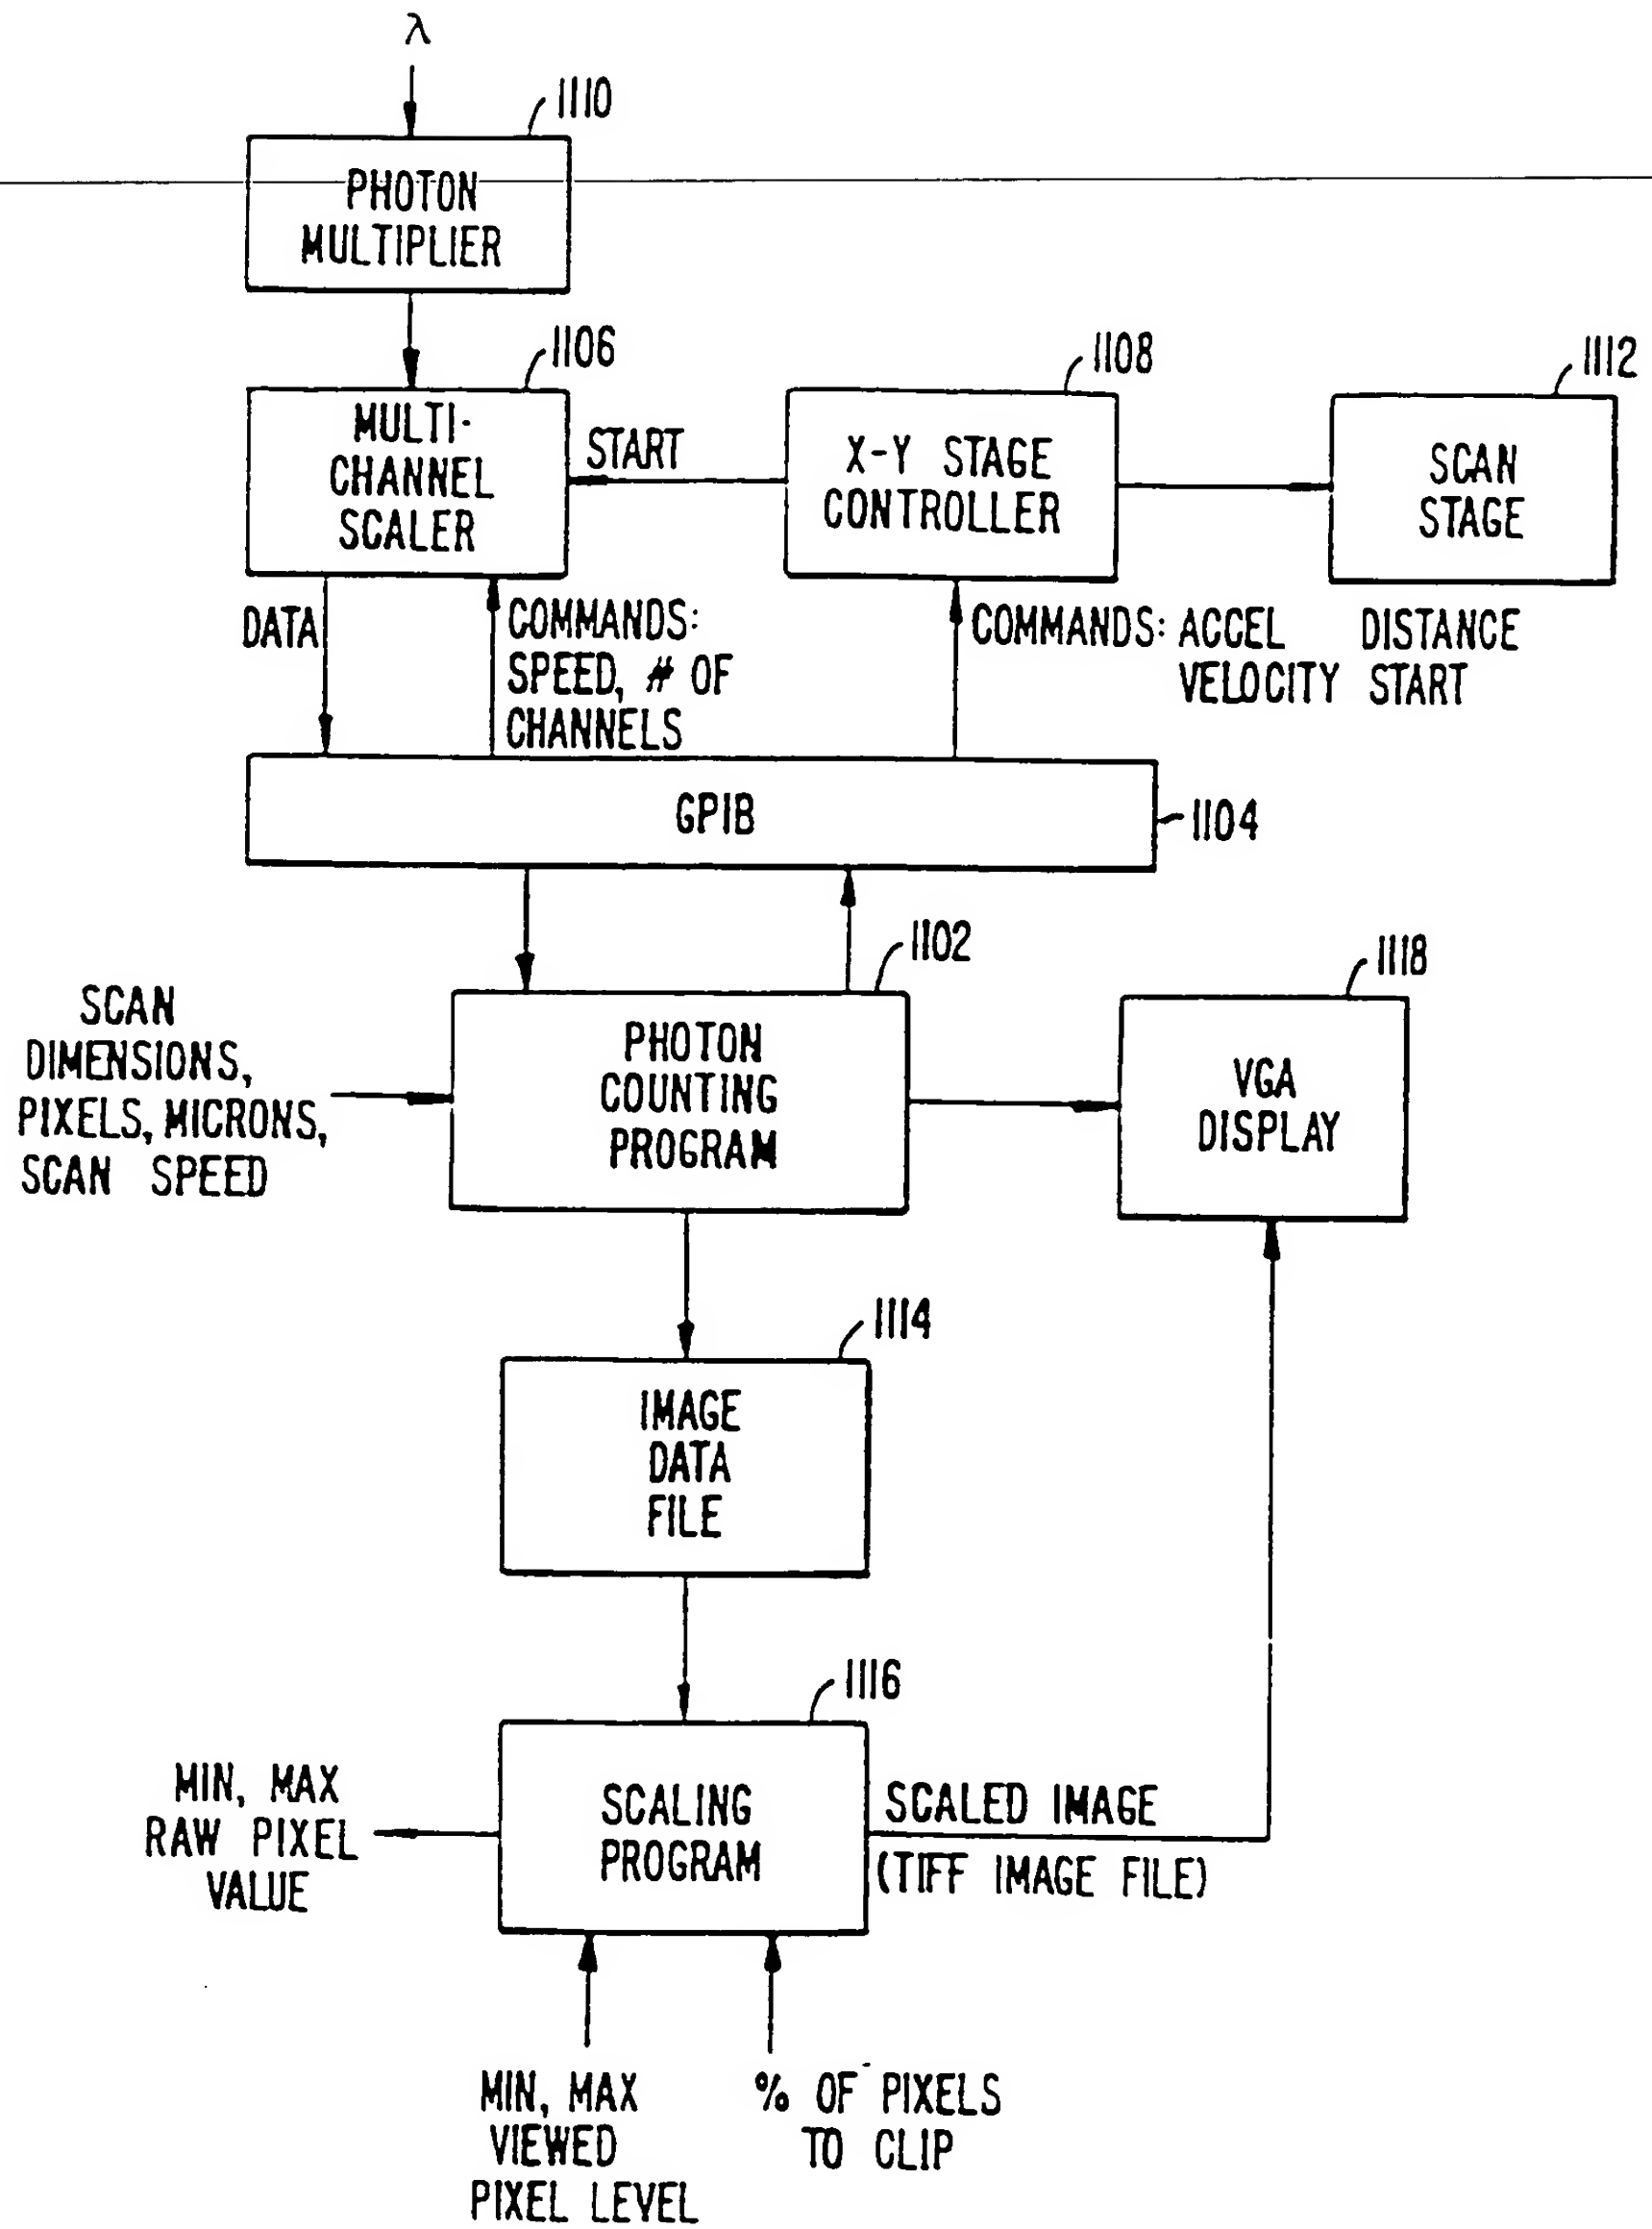 λ
1110
PHOTON
MULTIPLIER
1106
MULTI-
CHANNEL
SCALER
START
1108
X-Y STAGE
CONTROLLER
1112
SCAN
STAGE
DATA
COMMANDS:
SPEED, # OF
CHANNELS
COMMANDS: ACCEL DISTANCE
VELOCITY START
GPIB
1104
1102
SCAN
DIMENSIONS,
PIXELS, MICRONS,
SCAN SPEED
PHOTON
COUNTING
PROGRAM
1118
VGA
DISPLAY
1114
IMAGE
DATA
FILE
1116
MIN, MAX
RAW PIXEL
VALUE
SCALING
PROGRAM
SCALED IMAGE
(TIFF IMAGE FILE)
MIN, MAX
VIEWED
PIXEL LEVEL
% OF PIXELS
TO CLIP